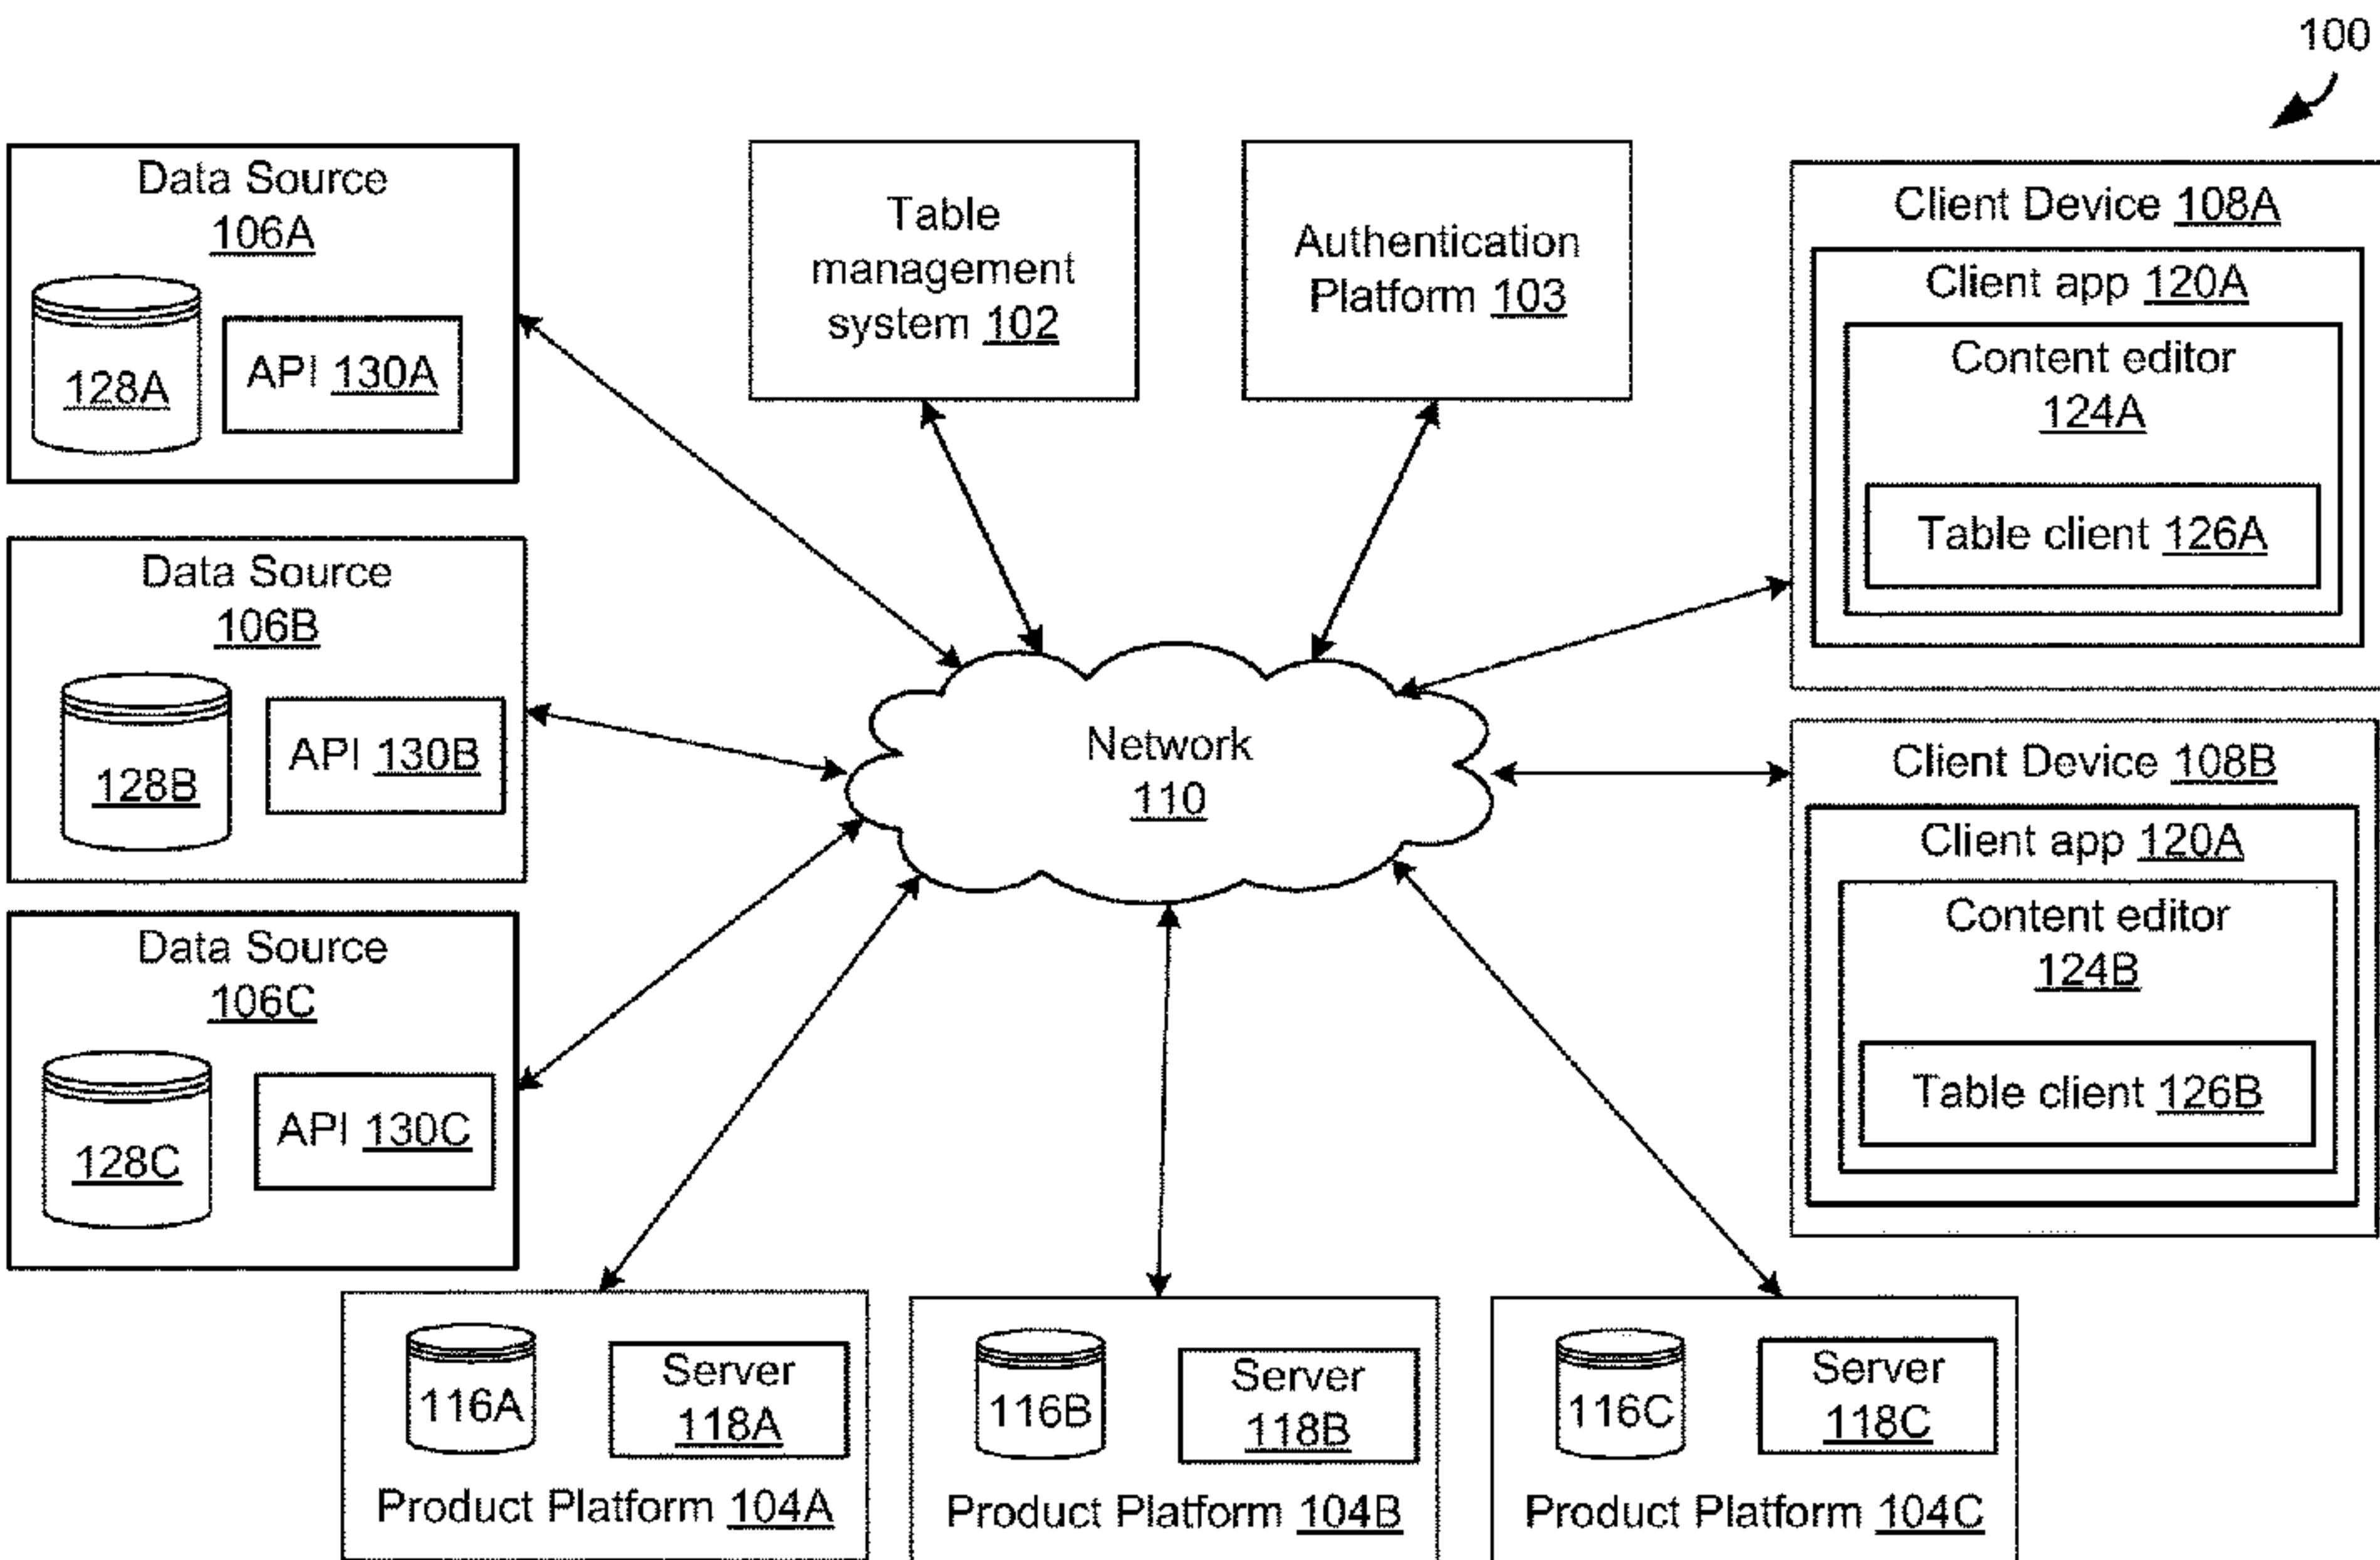 100
Data Source
106A
128A
API 130A
Table
management
system 102
Authentication
Platform 103
Client Device 108A
Client app 120A
Content editor
124A
Table client 126A
Data Source
106B
128B
API 130B
Network
110
Client Device 108B
Client app 120A
Content editor
124B
Table client 126B
Data Source
106C
128C
API 130C
116A
Server
118A
Product Platform 104A
116B
Server
118B
Product Platform 104B
116C
Server
118C
Product Platform 104C